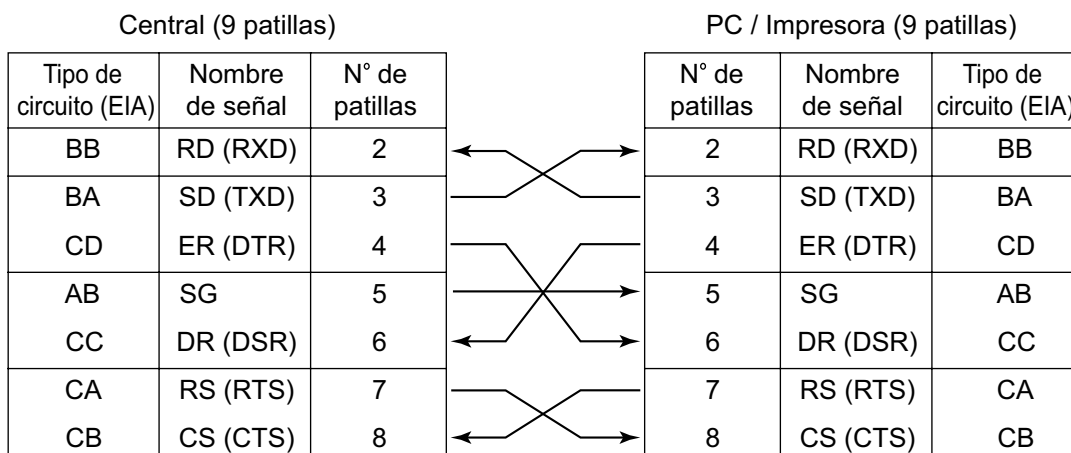 Central (9 patillas)
PC / Impresora (9 patillas)
Tipo de circuito (EIA) Nombre de señal N° de patillas N° de patillas Nombre de señal Tipo de circuito (EIA)
BB RD (RXD) 2 2 RD (RXD) BB
BA SD (TXD) 3 3 SD (TXD) BA
CD ER (DTR) 4 4 ER (DTR) CD
AB SG 5 5 SG AB
CC DR (DSR) 6 6 DR (DSR) CC
CA RS (RTS) 7 7 RS (RTS) CA
CB CS (CTS) 8 8 CS (CTS) CB